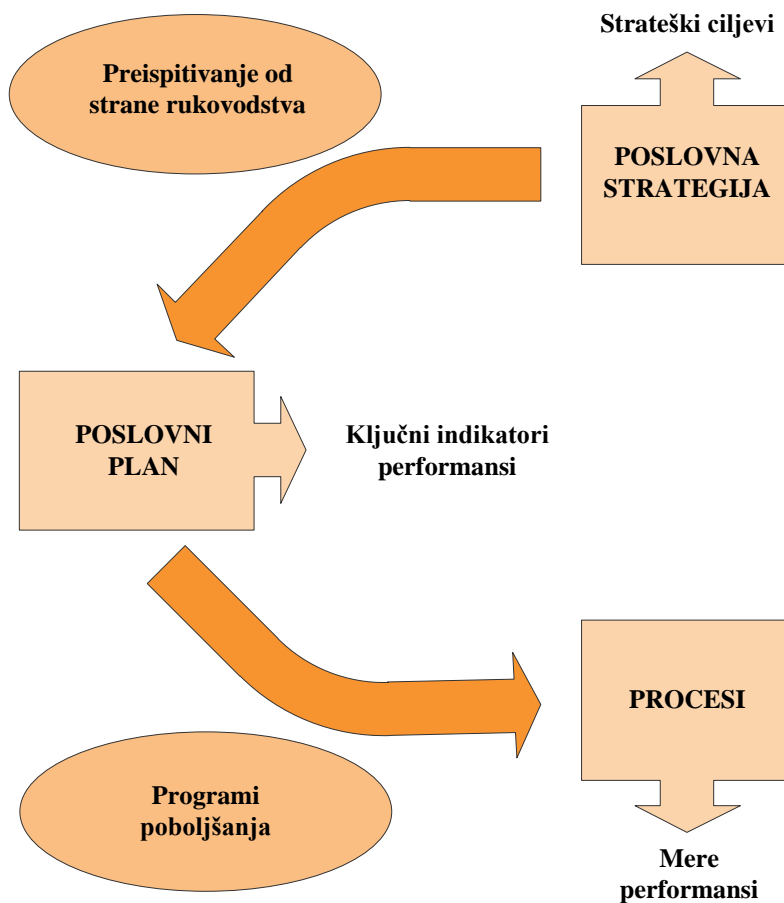 Strateški ciljevi
Preispitivanje od
strane rukovodstva
POSLOVNA
STRATEGIJA
POSLOVNI
PLAN
Ključni indikatori
performansi
PROCESI
Programi
poboljšanja
Mere
performansi